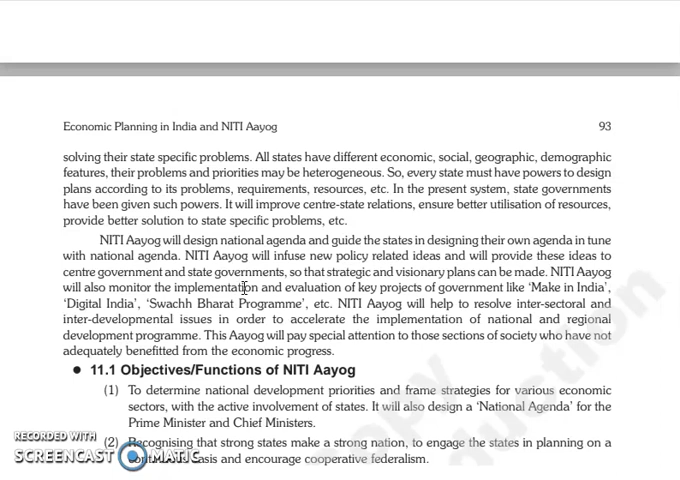 Economic Planning in India and NITI Aayog 93
solving their state specific problems. All states have different economic, social, geographic, demographic
features, their problems and priorities may be heterogeneous. So, every state must have powers to design
plans according to its problems, requirements, resources, etc. In the present system, state governments
have been given such powers. It will improve centre-state relations, ensure better utilisation of resources,
provide better solution to state specific problems, etc.
NITI Aayog will design national agenda and guide the states in designing their own agenda in tune
with national agenda. NITI Aayog will infuse new policy related ideas and will provide these ideas to
centre government and state governments, so that strategic and visionary plans can be made. NITI Aayog
will also monitor the implementation and evaluation of key projects of government like ‘Make in India’,
‘Digital India’, ‘Swachh Bharat Programme’, etc. NITI Aayog will help to resolve inter-sectoral and
inter-developmental issues in order to accelerate the implementation of national and regional
development programme. This Aayog will pay special attention to those sections of society who have not
adequately benefitted from the economic progress.
● 11.1 Objectives/Functions of NITI Aayog
(1) To determine national development priorities and frame strategies for various economic
sectors, with the active involvement of states. It will also design a ‘National Agenda’ for the
Prime Minister and Chief Ministers.
(2) Recognising that strong states make a strong nation, to engage the states in planning on a
basis and encourage cooperative federalism.
RECORDED WITH
SCREENCAST MATIC